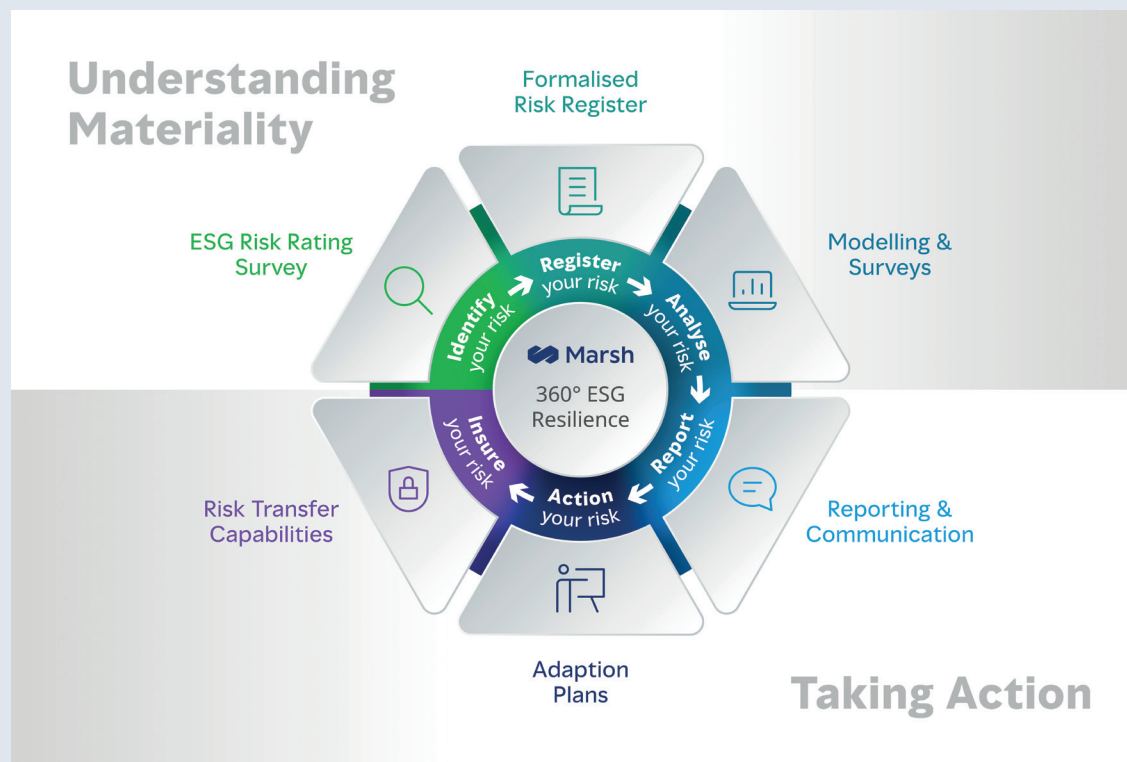 Understanding
Materiality
Formalised
Risk Register
ESG Risk Rating
Survey
Modelling &
Surveys
Identify
your risk
Register
your risk
Analyse
your risk
Marsh
360° ESG
Resilience
Report
your risk
Action
your risk
Insure
your risk
Risk Transfer
Capabilities
Reporting &
Communication
Adaption
Plans
Taking Action